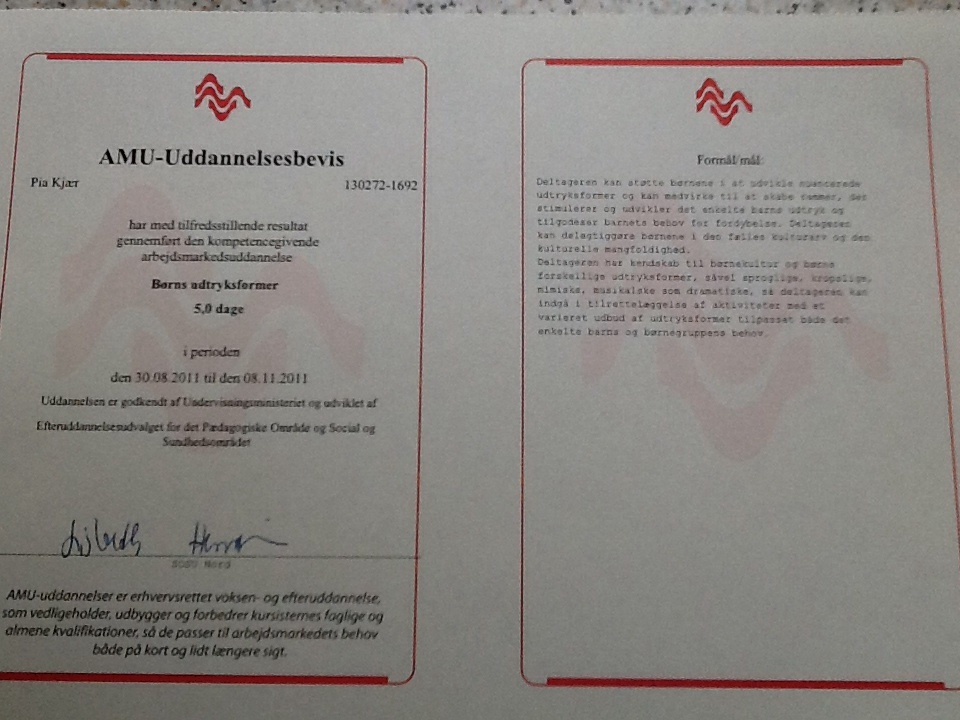 AMU-Uddannelsesbevis
Pia Kjær 130272-1692
har med tilfredsstillende resultat
gennemført den kompetencegivende
arbejdsmarkedsuddannelse
Børns udtryksformer
5,0 dage
i perioden
den 30.08.2011 til den 08.11.2011
Uddannelsen er godkendt af Undervisningsministeriet og udviklet af
Efteruddannelsesudvalget for det Pædagogiske Område og Social og
Sundhedsområdet
SOSU Nord
AMU-uddannelser er erhvervsrettet voksen- og efteruddannelse,
som vedligeholder, udbygger og forbedrer kursisternes faglige og
almene kvalifikationer, så de passer til arbejdsmarkedets behov
både på kort og lidt længere sigt.
Formål/mål:
Deltageren kan støtte børnene i at udvikle nuancerede
udtryksformer og kan medvirke til at skabe rammer, der
stimulerer og udvikler det enkelte barns udtryk og
tilgodeser barnets behov for fordybelse. Deltageren
kan delagtiggøre børnene i den fælles kulturarv og den
kulturelle mangfoldighed.
Deltageren har kendskab til børnekultur og børns
forskellige udtryksformer, såvel sproglige, kropslige,
mimiske, musikalske som dramatiske, så deltageren kan
indgå i tilrettelæggelse af aktiviteter med et
varieret udbud af udtryksformer tilpasset både det
enkelte barns og børnegruppens behov.